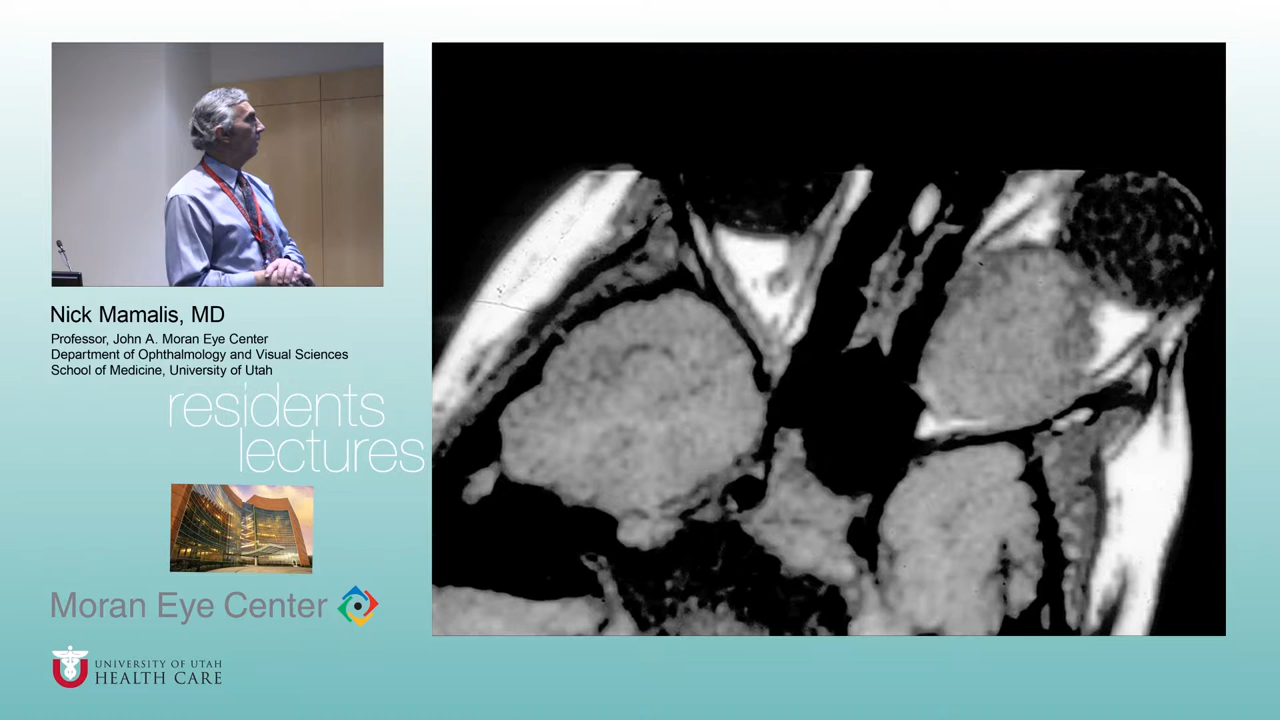 Nick Mamalis, MD
Professor, John A. Moran Eye Center
Department of Ophthalmology and Visual Sciences
School of Medicine, University of Utah
residents
lectures
Moran Eye Center
UNIVERSITY OF UTAH
HEALTH CARE